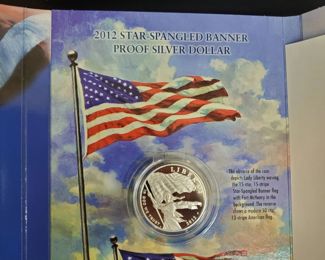 2012 STAR-SPANGLED BANNER
PROOF SILVER DOLLAR
LIBERTY
The obverse of the coin
depicts Lady Liberty waving
the 15 star, 15-stripe
Star-Spangled Banner flag
with Fort McHenry in the
background. The reverse
shows a modern 50 star,
13 stripe American flag.